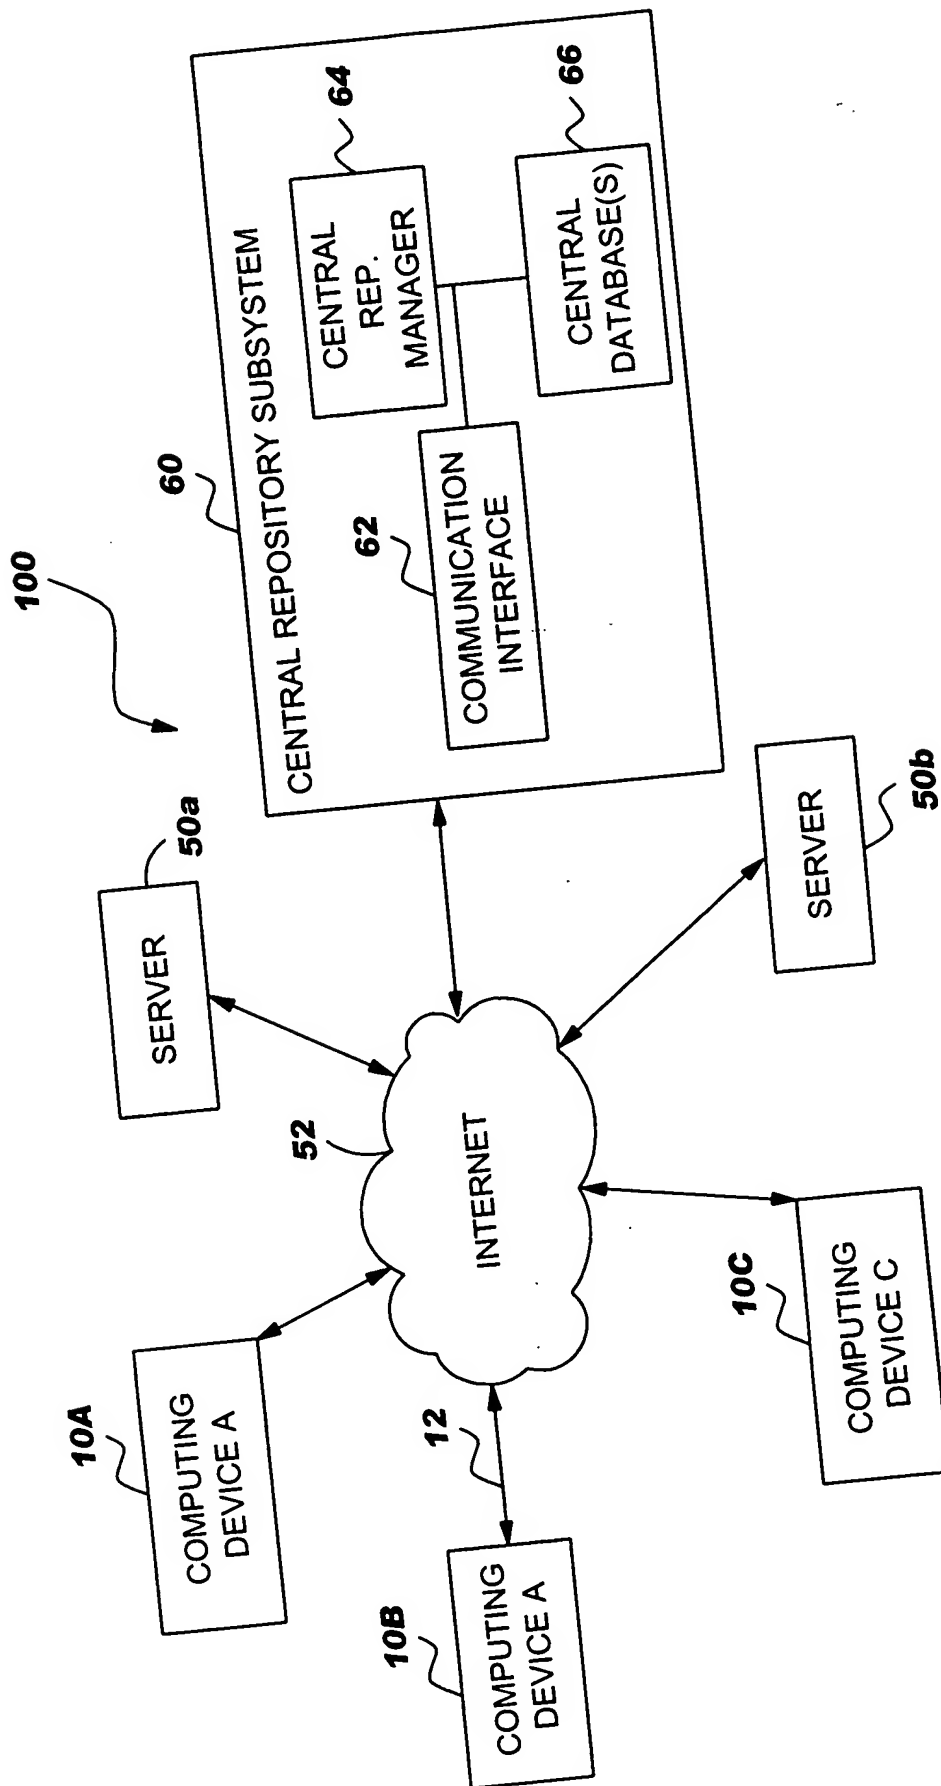 100
60
CENTRAL REPOSITORY SUBSYSTEM
64
CENTRAL
REP.
MANAGER
62
COMMUNICATION
INTERFACE
66
CENTRAL
DATABASE(S)
50a
SERVER
52
INTERNET
10A
COMPUTING
DEVICE A
12
10B
COMPUTING
DEVICE A
10C
COMPUTING
DEVICE C
SERVER
50b